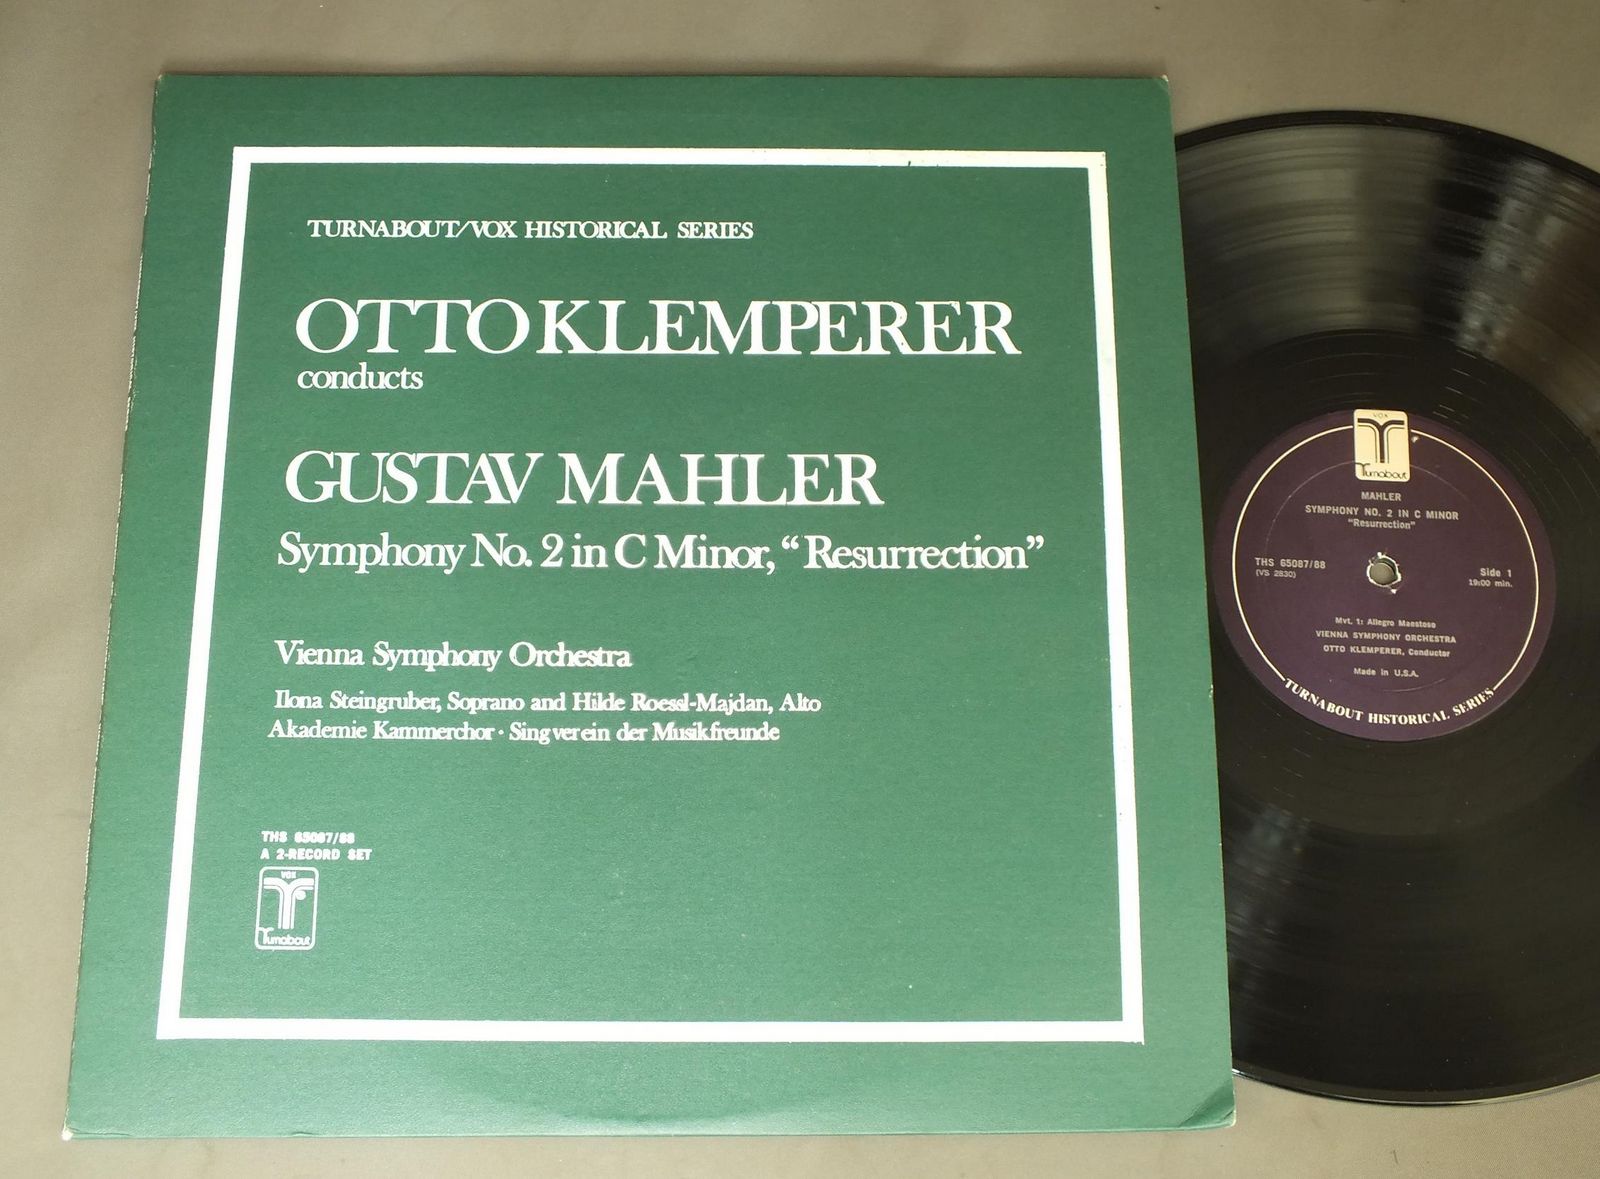 TURNABOUT/VOX HISTORICAL SERIES
OTTO KLEMPERER
conducts
GUSTAV MAHLER
Symphony No. 2 in C Minor, “Resurrection”
Vienna Symphony Orchestra
Ilona Steingruber, Soprano and Hilde Roessl-Majdan, Alto
Akademie Kammerchor · Singverein der Musikfreunde
THS 65087/88
A 2-RECORD SET
VOX
Turnabout
VOX
Turnabout
MAHLER
SYMPHONY NO. 2 IN C MINOR
"Resurrection"
THS 65087/88
(VS 2830)
Side 1
19:00 min.
Mvt. 1: Allegro Maestoso
VIENNA SYMPHONY ORCHESTRA
OTTO KLEMPERER, Conductor
Made in U.S.A.
TURNABOUT HISTORICAL SERIES